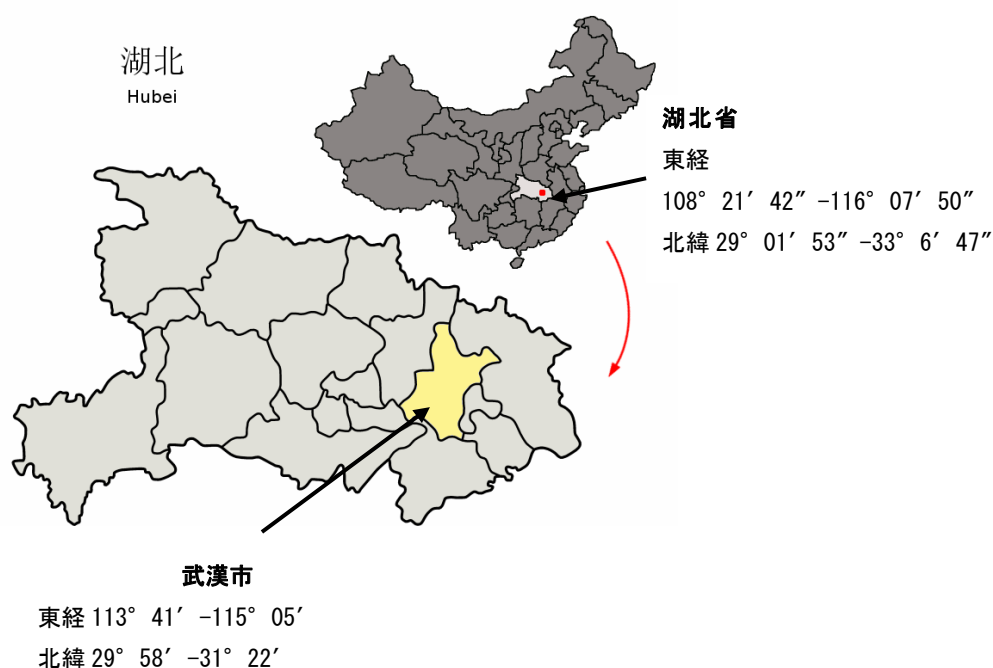 湖北
Hubei
湖北省
東経
108° 21′ 42″ -116° 07′ 50″
北緯 29° 01′ 53″ -33° 6′ 47″
武漢市
東経 113° 41′ -115° 05′
北緯 29° 58′ -31° 22′